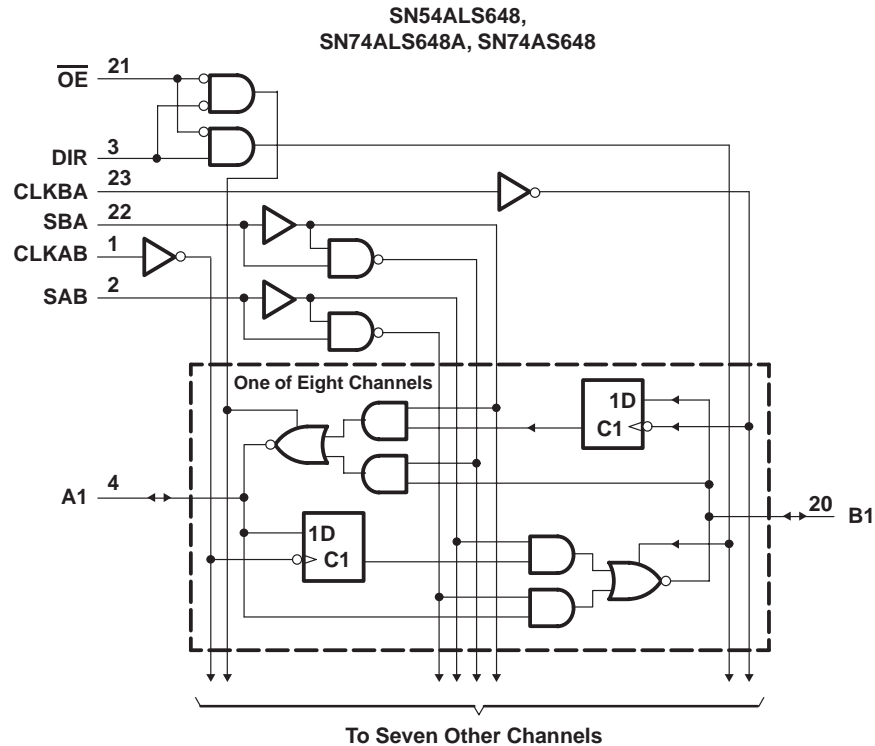 SN54ALS648,
SN74ALS648A, SN74AS648
OE 21
DIR 3
CLKBA 23
SBA 22
CLKAB 1
SAB 2
One of Eight Channels
1D
C1
A1 4
1D
C1
20 B1
To Seven Other Channels